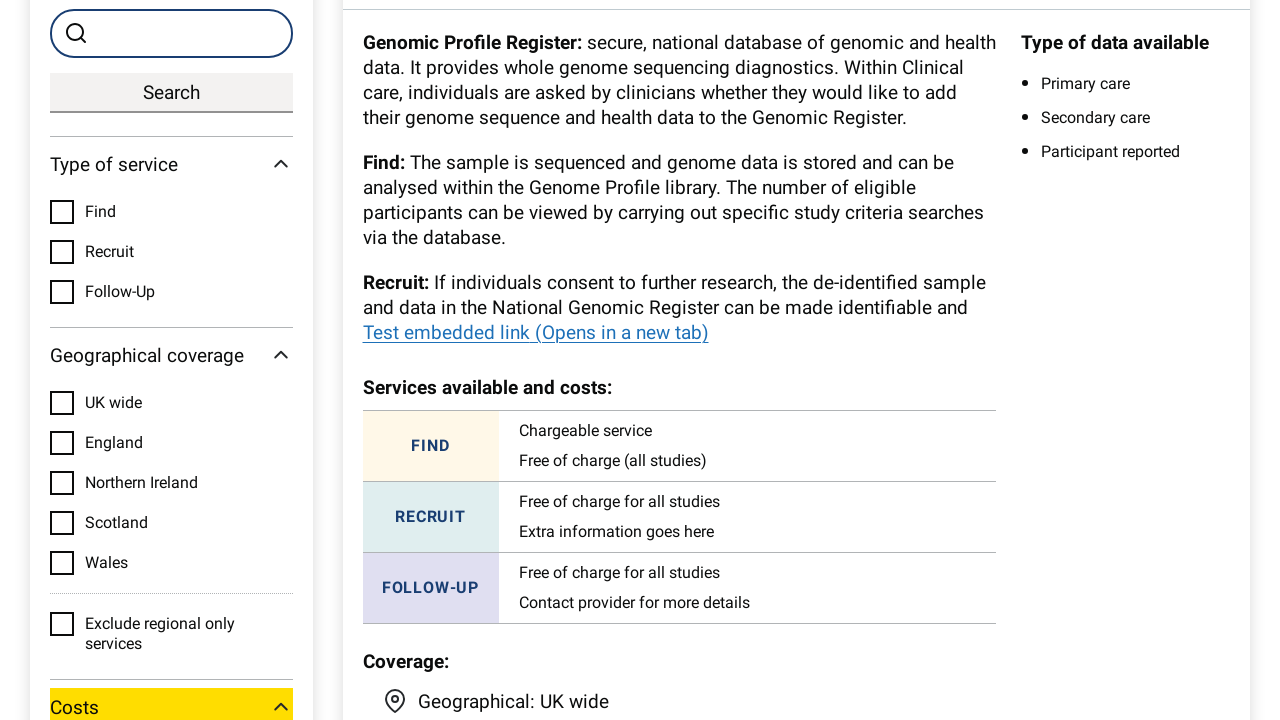 Search
Type of service
Find
Recruit
Follow-Up
Geographical coverage
UK wide
England
Northern Ireland
Scotland
Wales
Exclude regional only
services
Costs
Genomic Profile Register: secure, national database of genomic and health
data. It provides whole genome sequencing diagnostics. Within Clinical
care, individuals are asked by clinicians whether they would like to add
their genome sequence and health data to the Genomic Register.
Find: The sample is sequenced and genome data is stored and can be
analysed within the Genome Profile library. The number of eligible
participants can be viewed by carrying out specific study criteria searches
via the database.
Recruit: If individuals consent to further research, the de-identified sample
and data in the National Genomic Register can be made identifiable and
Test embedded link (Opens in a new tab)
Services available and costs:
FIND
Chargeable service
Free of charge (all studies)
RECRUIT
Free of charge for all studies
Extra information goes here
FOLLOW-UP
Free of charge for all studies
Contact provider for more details
Coverage:
Geographical: UK wide
Type of data available
Primary care
Secondary care
Participant reported